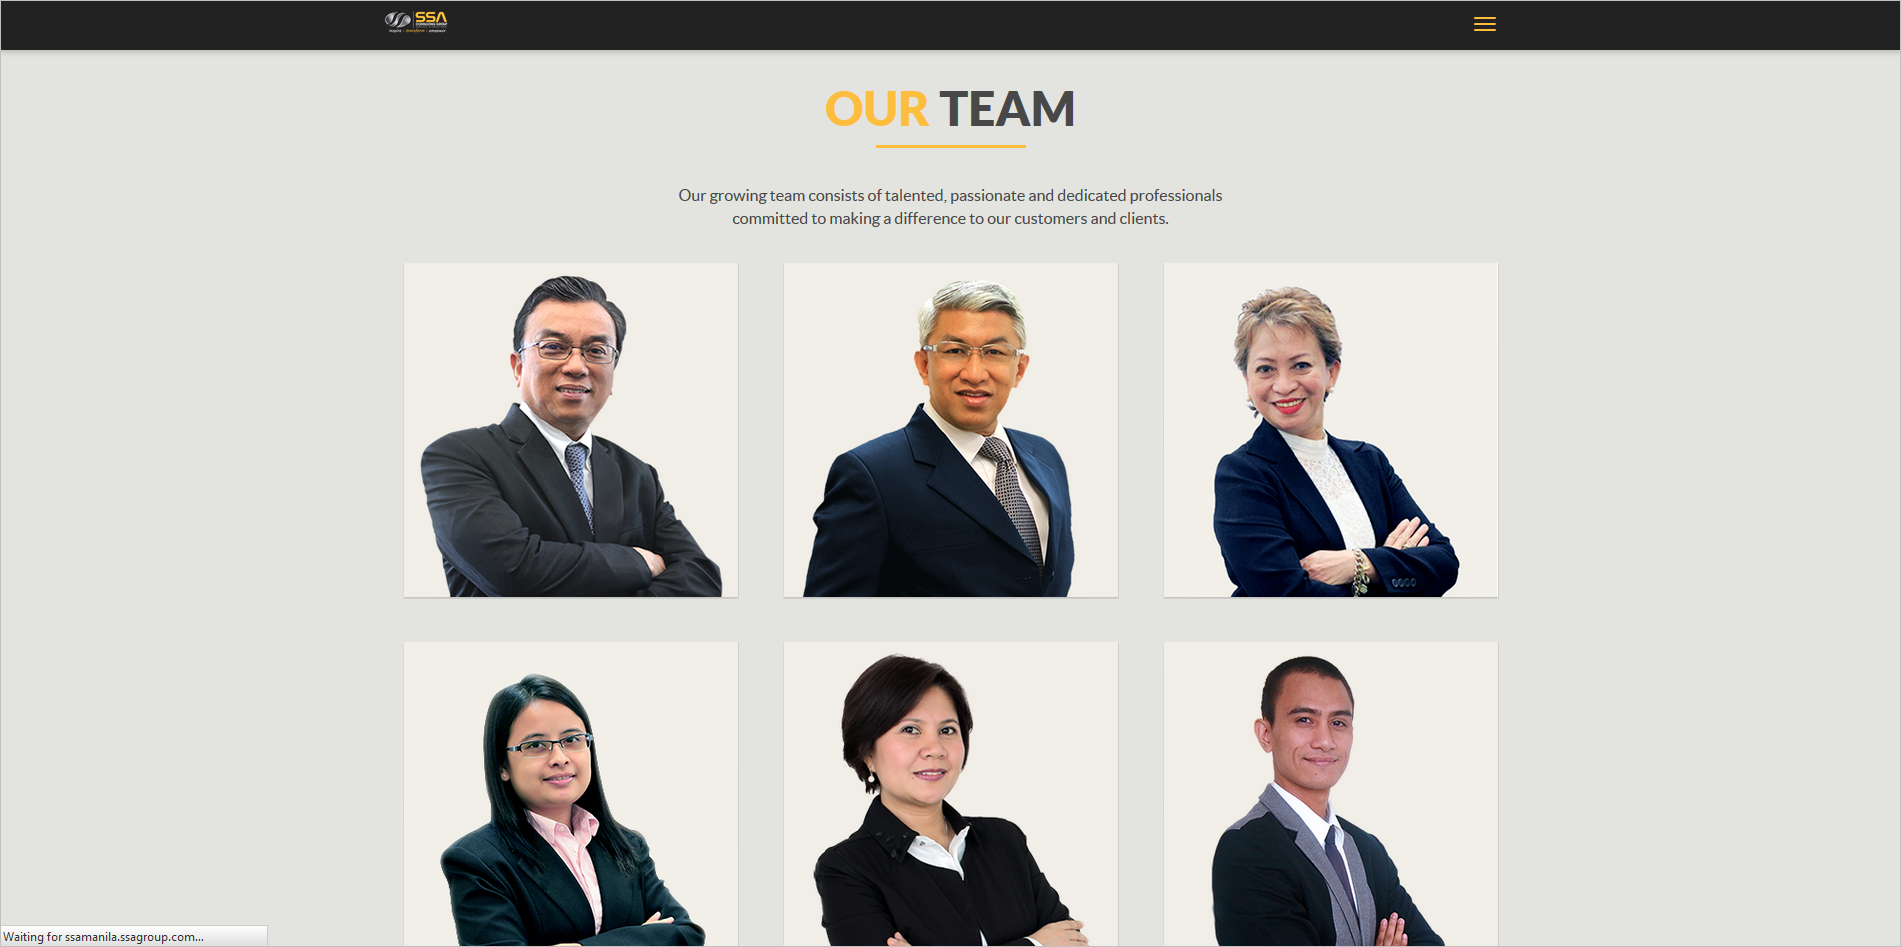 SSA
CONSULTING GROUP
inspire • transform • empower
OUR TEAM
Our growing team consists of talented, passionate and dedicated professionals
committed to making a difference to our customers and clients.
Waiting for ssamanila.ssagroup.com...